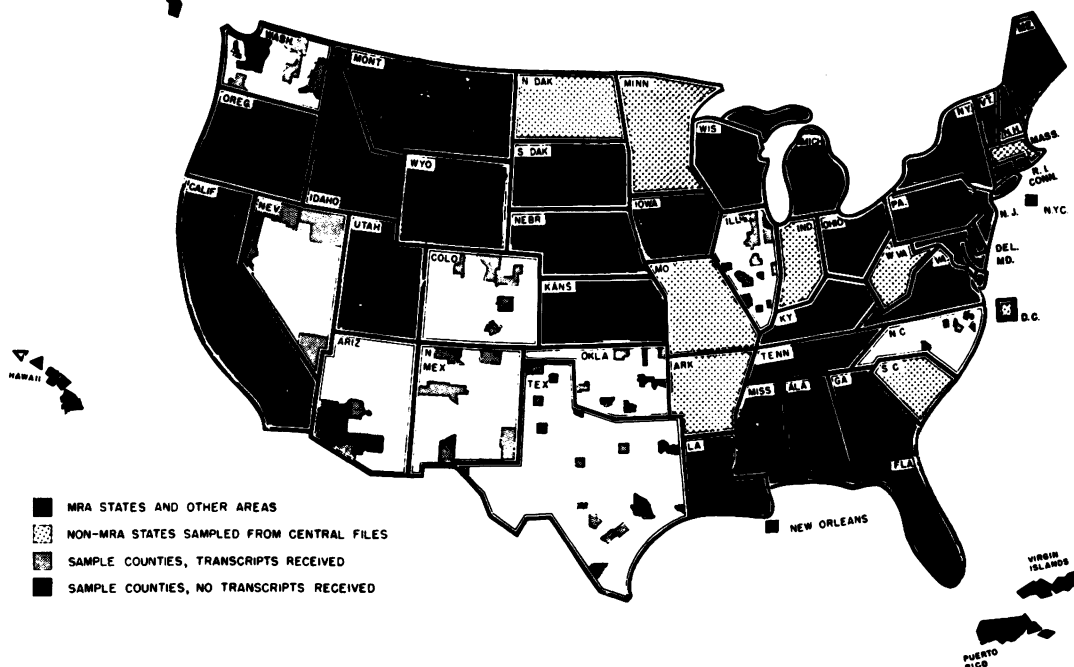 WASH.
MONT
N DAK
MINN
ME.
OREG
WIS
MICH
N.Y.
VT.
N.H.
MASS.
S DAK
WYO
R. I.
CONN.
CALIF
NEV.
IDAHO
IOWA
PA.
N.J.
N.Y.C.
UTAH
NEBR
ILL.
IND
OHIO
COLO
W VA
VA
DEL.
MD.
MO
KANS
KY
D.C.
ARIZ
N
MEX
OKLA
TENN
N C
HAWAII
TEX
ARK
MISS
ALA
GA
S C
LA
FLA
MRA STATES AND OTHER AREAS
NON-MRA STATES SAMPLED FROM CENTRAL FILES
SAMPLE COUNTIES, TRANSCRIPTS RECEIVED
SAMPLE COUNTIES, NO TRANSCRIPTS RECEIVED
NEW ORLEANS
VIRGIN
ISLANDS
PUERTO
RICO